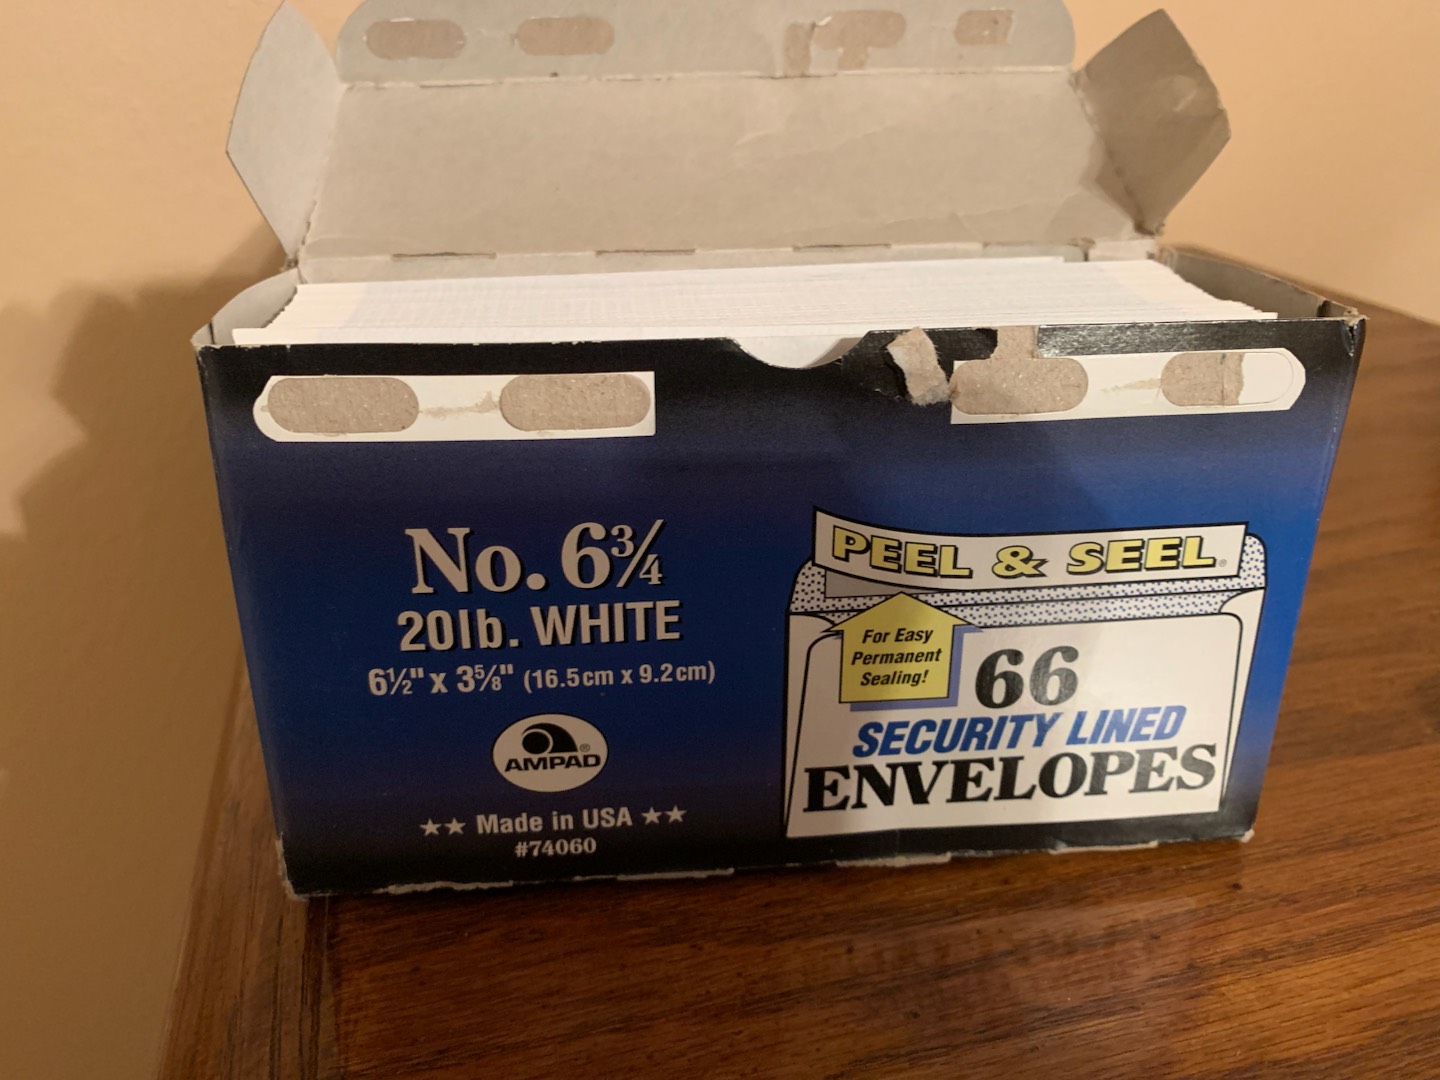 No. 6¾
20lb. WHITE
6½" x 3⅝" (16.5cm x 9.2cm)
AMPAD®
★★ Made in USA ★★
#74060
PEEL & SEEL®
For Easy
Permanent
Sealing!
66
SECURITY LINED
ENVELOPES